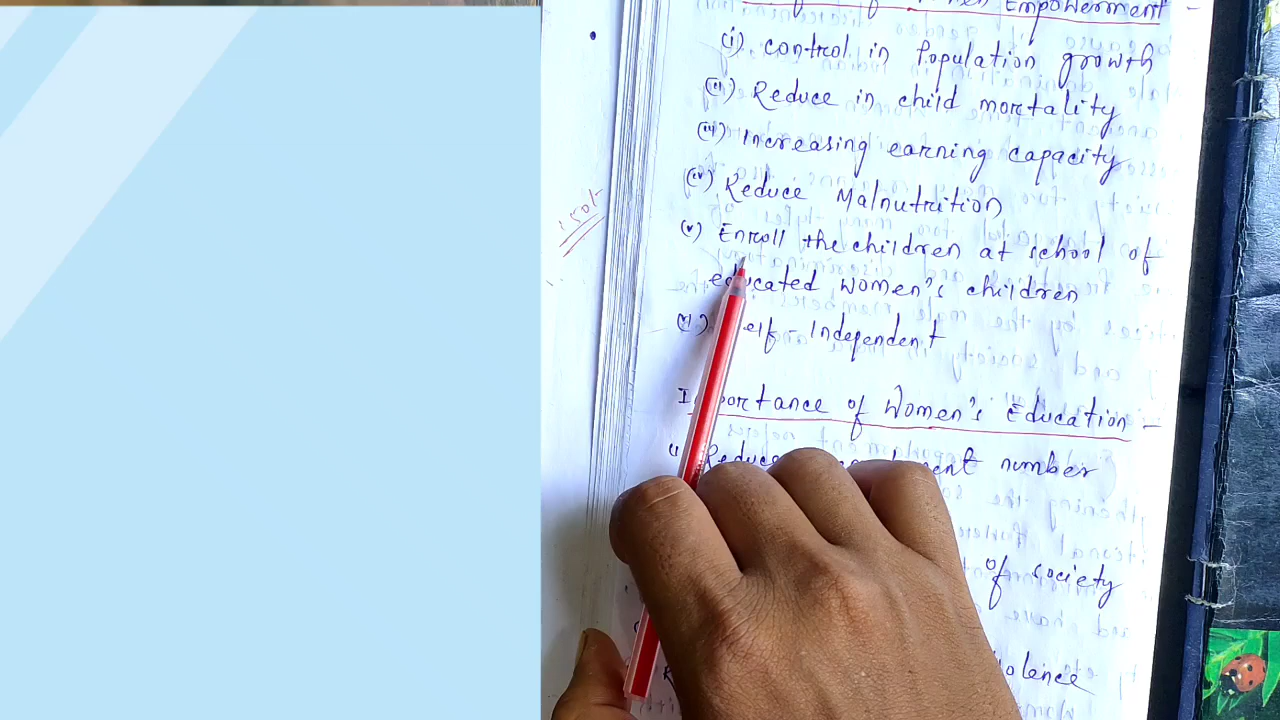 Empowerment -
(i) control in population growth
(ii) Reduce in child mortality
(iii) increasing earning capacity
(iv) Reduce Malnutrition
(v) Enroll the children at school of
educated women's children
(vi) self - Independent
Importance of Women's Education -
Reduce number
of society